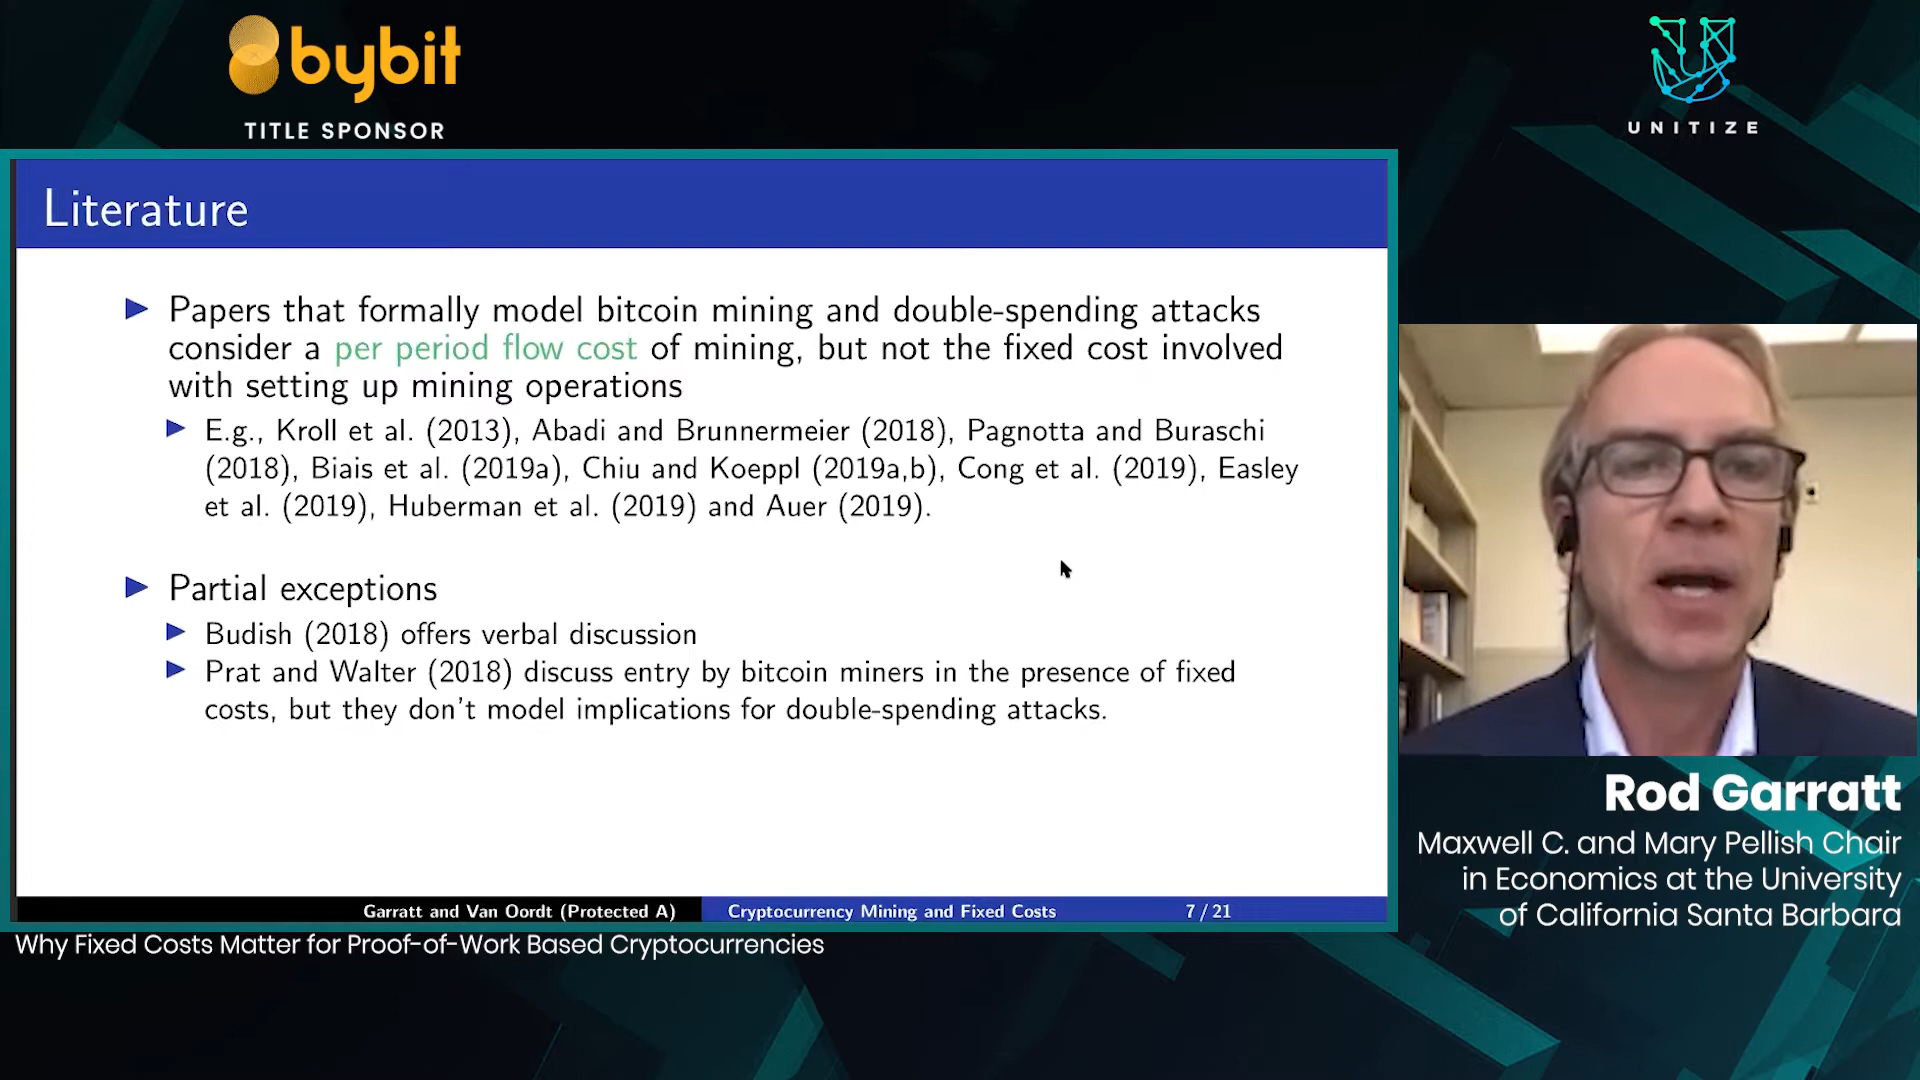 bybit
TITLE SPONSOR
UNITIZE
Literature
Papers that formally model bitcoin mining and double-spending attacks
consider a per period flow cost of mining, but not the fixed cost involved
with setting up mining operations
E.g., Kroll et al. (2013), Abadi and Brunnermeier (2018), Pagnotta and Buraschi
(2018), Biais et al. (2019a), Chiu and Koeppl (2019a,b), Cong et al. (2019), Easley
et al. (2019), Huberman et al. (2019) and Auer (2019).
Partial exceptions
Budish (2018) offers verbal discussion
Prat and Walter (2018) discuss entry by bitcoin miners in the presence of fixed
costs, but they don't model implications for double-spending attacks.
Garratt and Van Oordt (Protected A) Cryptocurrency Mining and Fixed Costs 7 / 21
Why Fixed Costs Matter for Proof-of-Work Based Cryptocurrencies
Rod Garratt
Maxwell C. and Mary Pellish Chair
in Economics at the University
of California Santa Barbara